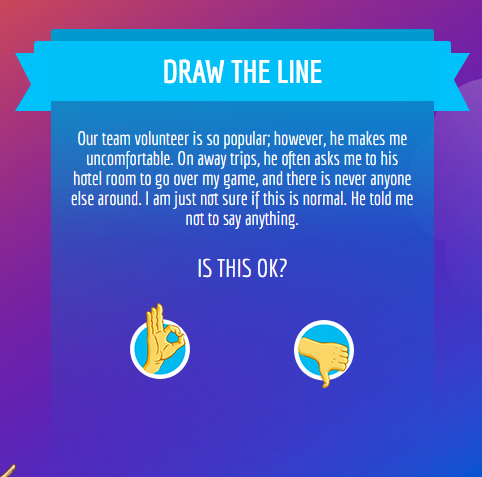 DRAW THE LINE
Our team volunteer is so popular; however, he makes me
uncomfortable. On away trips, he often asks me to his
hotel room to go over my game, and there is never anyone
else around. I am just not sure if this is normal. He told me
not to say anything.
IS THIS OK?